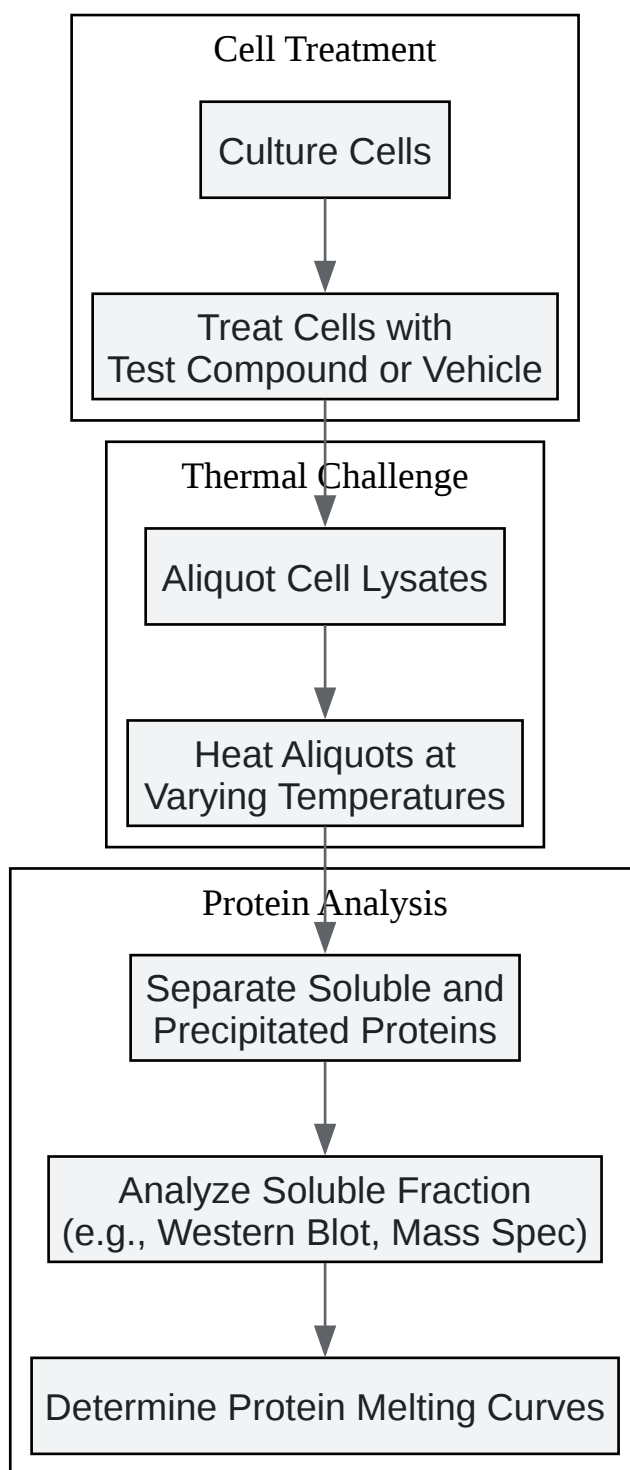 Cell Treatment
Culture Cells
Treat Cells with
Test Compound or Vehicle
Thermal Challenge
Aliquot Cell Lysates
Heat Aliquots at
Varying Temperatures
Protein Analysis
Separate Soluble and
Precipitated Proteins
Analyze Soluble Fraction
(e.g., Western Blot, Mass Spec)
Determine Protein Melting Curves